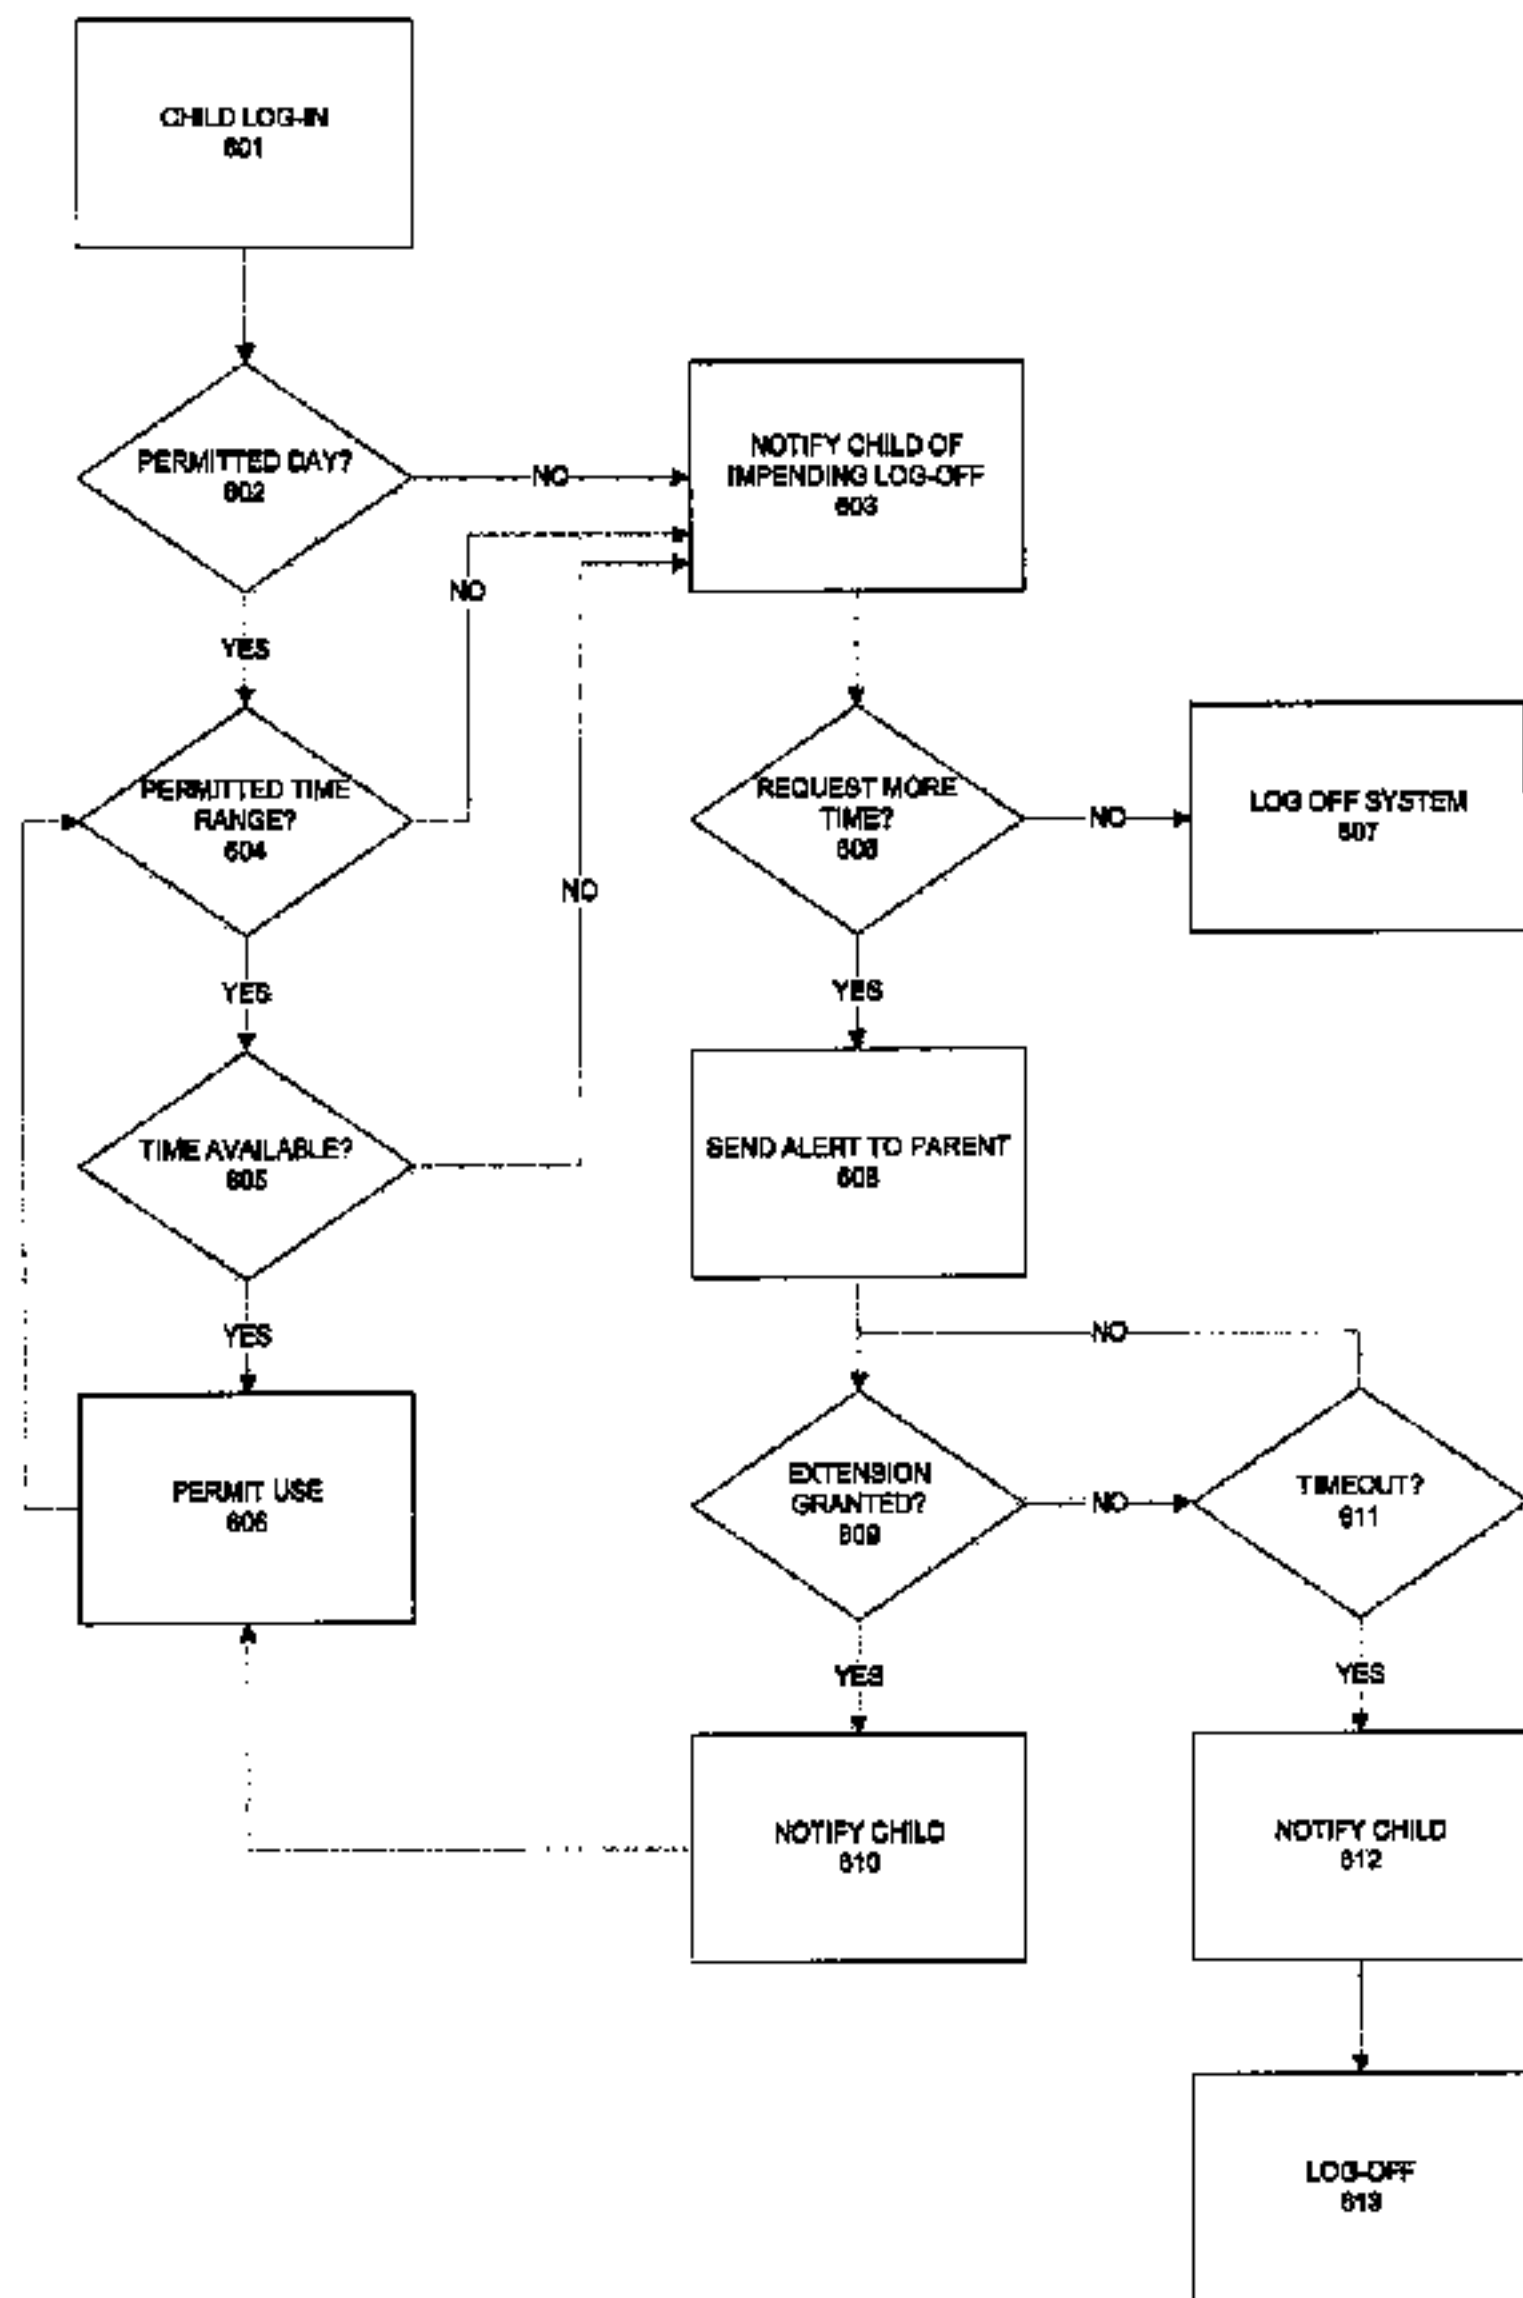 CHILD LOG-IN
601
PERMITTED DAY?
602
NO
NOTIFY CHILD OF
IMPENDING LOG-OFF
603
NO
YES
PERMITTED TIME
RANGE?
604
REQUEST MORE
TIME?
606
NO
LOG OFF SYSTEM
607
NO
YES
YES
TIME AVAILABLE?
605
SEND ALERT TO PARENT
608
YES
NO
PERMIT USE
606
EXTENSION
GRANTED?
609
NO
TIMEOUT?
611
YES
YES
NOTIFY CHILD
610
NOTIFY CHILD
612
LOG-OFF
613